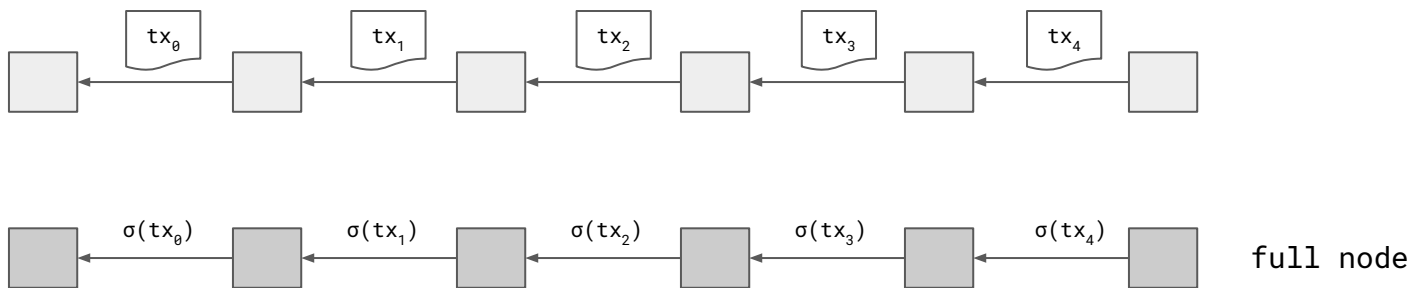 tx₀ tx₁ tx₂ tx₃ tx₄
σ(tx₀) σ(tx₁) σ(tx₂) σ(tx₃) σ(tx₄)
full node